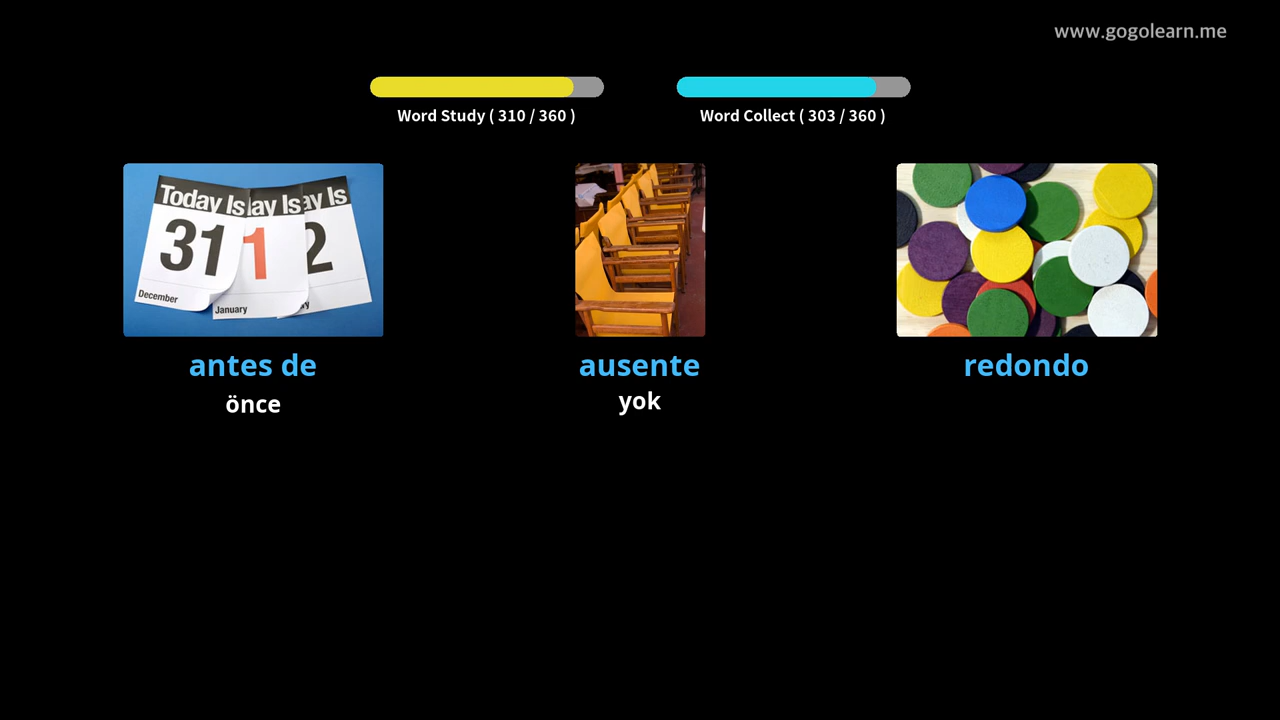 www.gogolearn.me
Word Study ( 310 / 360 )
Word Collect ( 303 / 360 )
Today Is
ay Is
ay Is
31
1
2
December
January
antes de
ausente
redondo
önce
yok